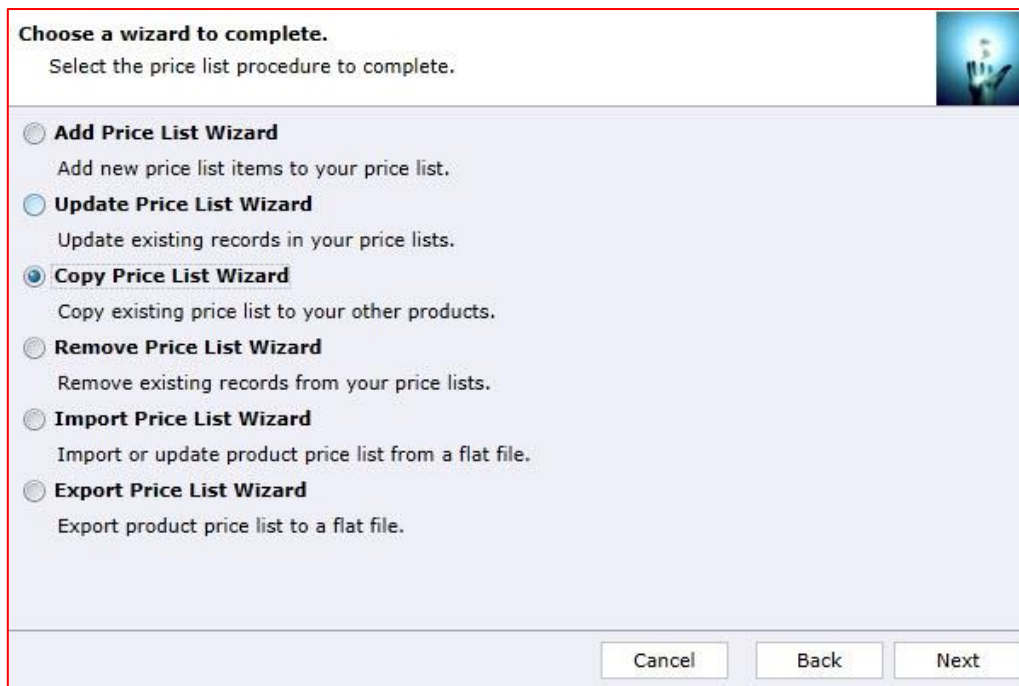 Choose a wizard to complete.
Select the price list procedure to complete.
Add Price List Wizard
Add new price list items to your price list.
Update Price List Wizard
Update existing records in your price lists.
Copy Price List Wizard
Copy existing price list to your other products.
Remove Price List Wizard
Remove existing records from your price lists.
Import Price List Wizard
Import or update product price list from a flat file.
Export Price List Wizard
Export product price list to a flat file.
Cancel Back Next